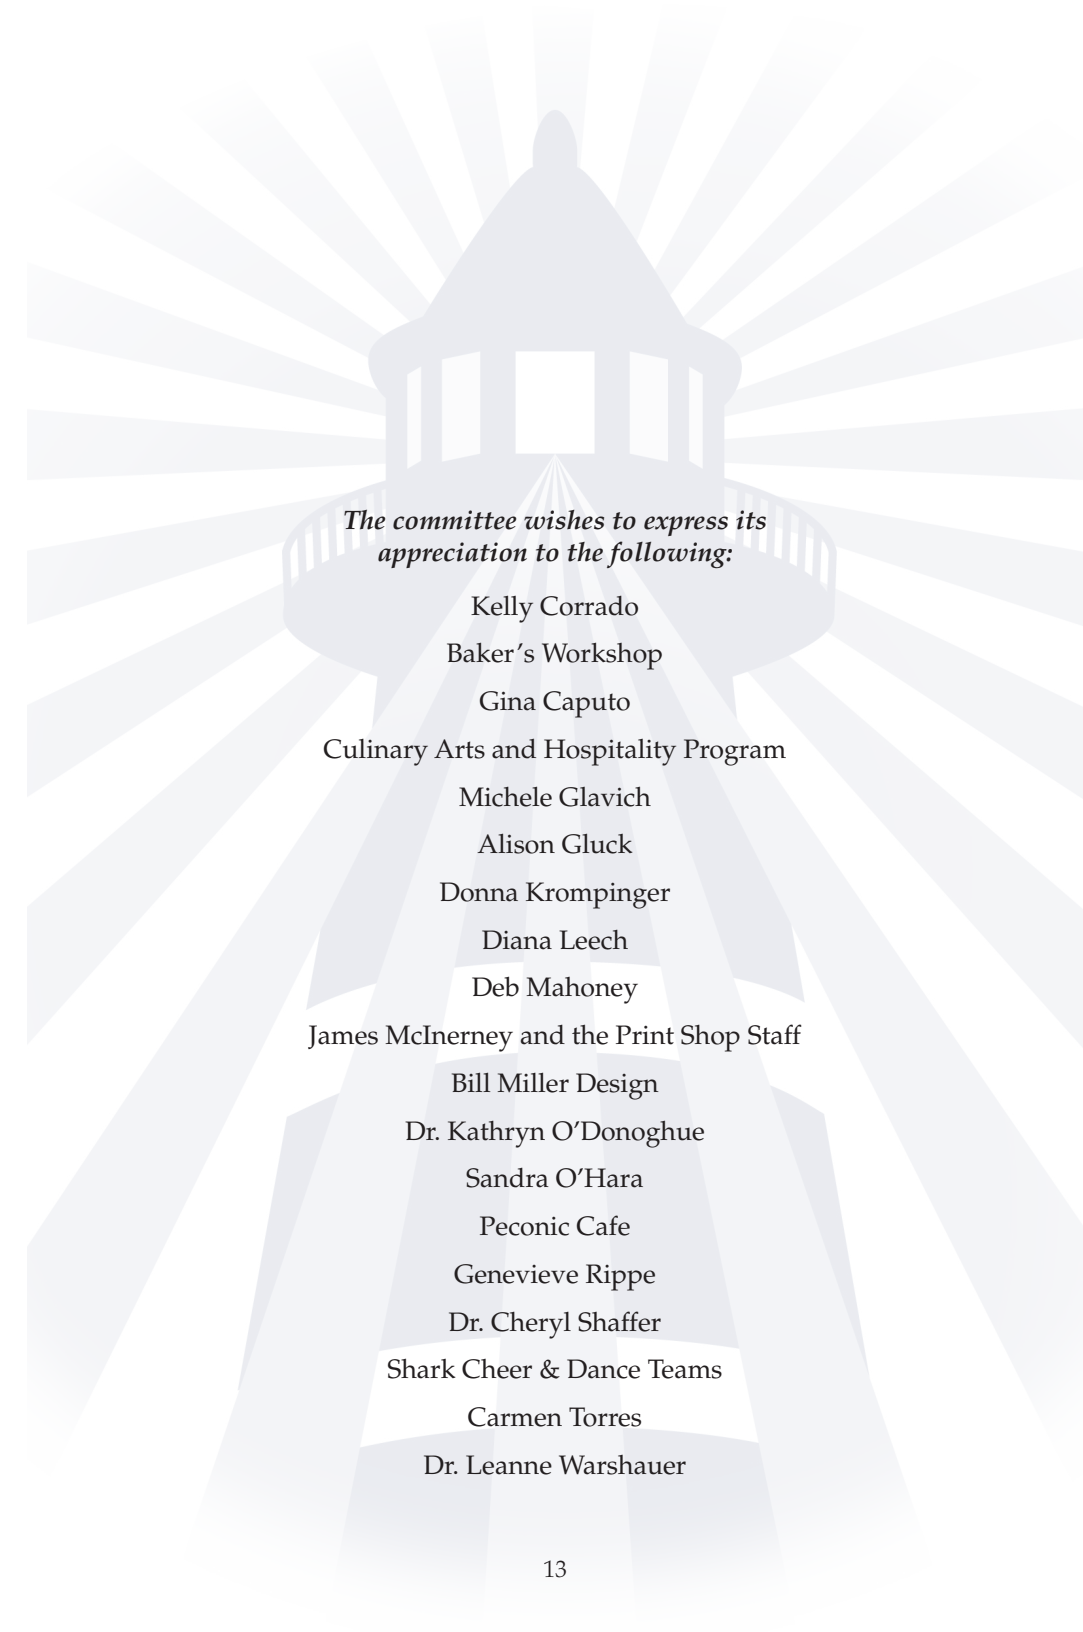 The committee wishes to express its
appreciation to the following:
Kelly Corrado
Baker's Workshop
Gina Caputo
Culinary Arts and Hospitality Program
Michele Glavich
Alison Gluck
Donna Krompinger
Diana Leech
Deb Mahoney
James McInerney and the Print Shop Staff
Bill Miller Design
Dr. Kathryn O’Donoghue
Sandra O’Hara
Peconic Cafe
Genevieve Rippe
Dr. Cheryl Shaffer
Shark Cheer & Dance Teams
Carmen Torres
Dr. Leanne Warshauer
13